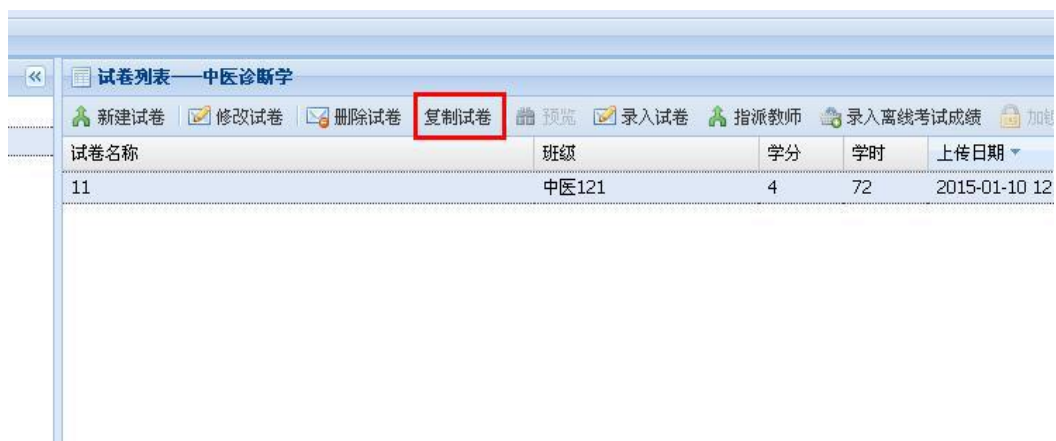 试卷列表——中医诊断学
新建试卷 修改试卷 删除试卷 复制试卷 预览 录入试卷 指派教师 录入离线考试成绩 加锁
试卷名称 班级 学分 学时 上传日期
11 中医121 4 72 2015-01-10 12